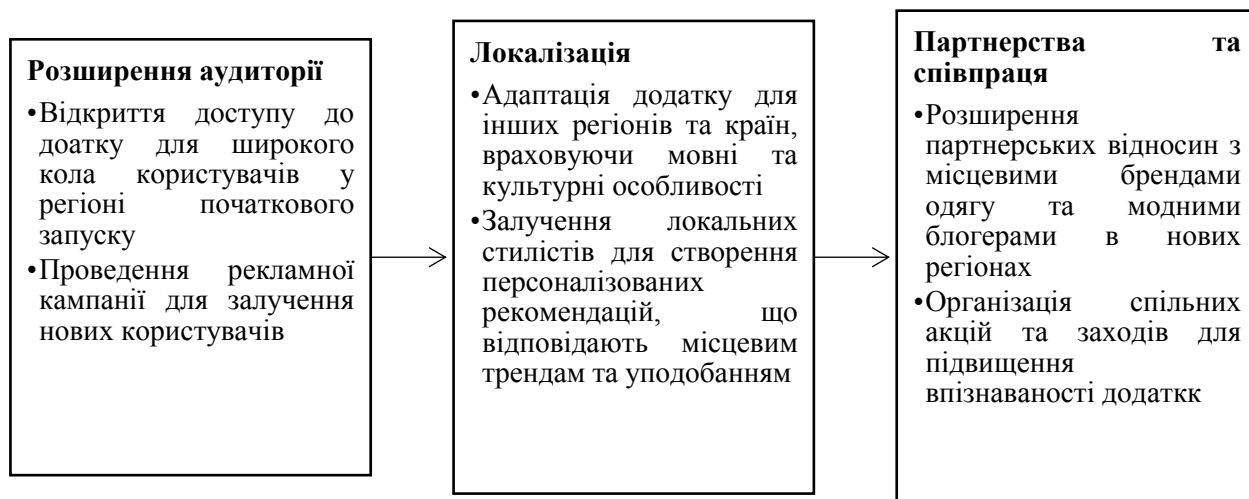 Розширення аудиторії
•Відкриття доступу до
доатку для широкого
кола користувачів у
регіоні початкового
запуску
•Проведення рекламної
кампанії для залучення
нових користувачів
Локалізація
•Адаптація додатку для
інших регіонів та країн,
враховуючи мовні та
культурні особливості
•Залучення локальних
стилістів для створення
персоналізованих
рекомендацій, що
відповідають місцевим
трендам та уподобанням
Партнерства та
співпраця
•Розширення
партнерських відносин з
місцевими брендами
одягу та модними
блогерами в нових
регіонах
•Організація спільних
акцій та заходів для
підвищення
впізнаваності додаткк